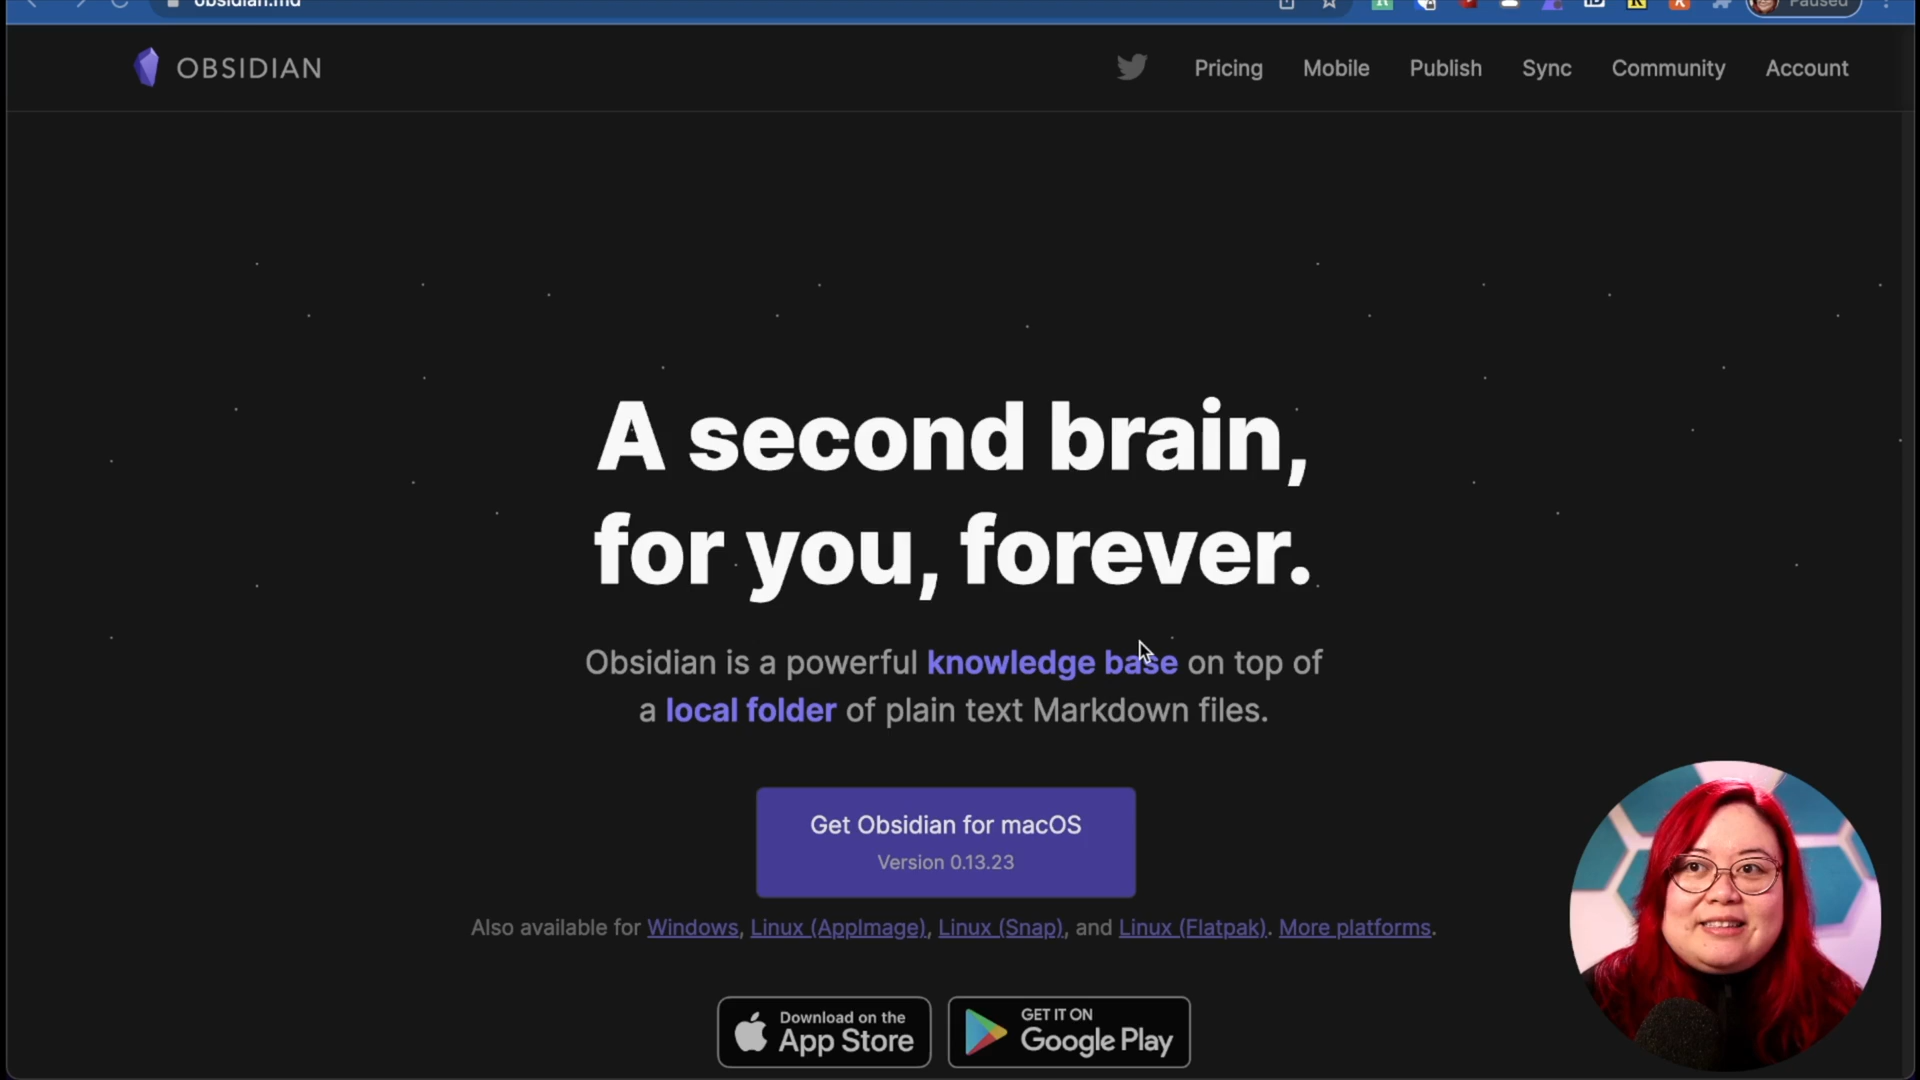 obsidian.md
Paused
OBSIDIAN
Pricing Mobile Publish Sync Community Account
A second brain,
for you, forever.
Obsidian is a powerful knowledge base on top of
a local folder of plain text Markdown files.
Get Obsidian for macOS
Version 0.13.23
Also available for Windows, Linux (AppImage), Linux (Snap), and Linux (Flatpak). More platforms.
Download on the
App Store
GET IT ON
Google Play